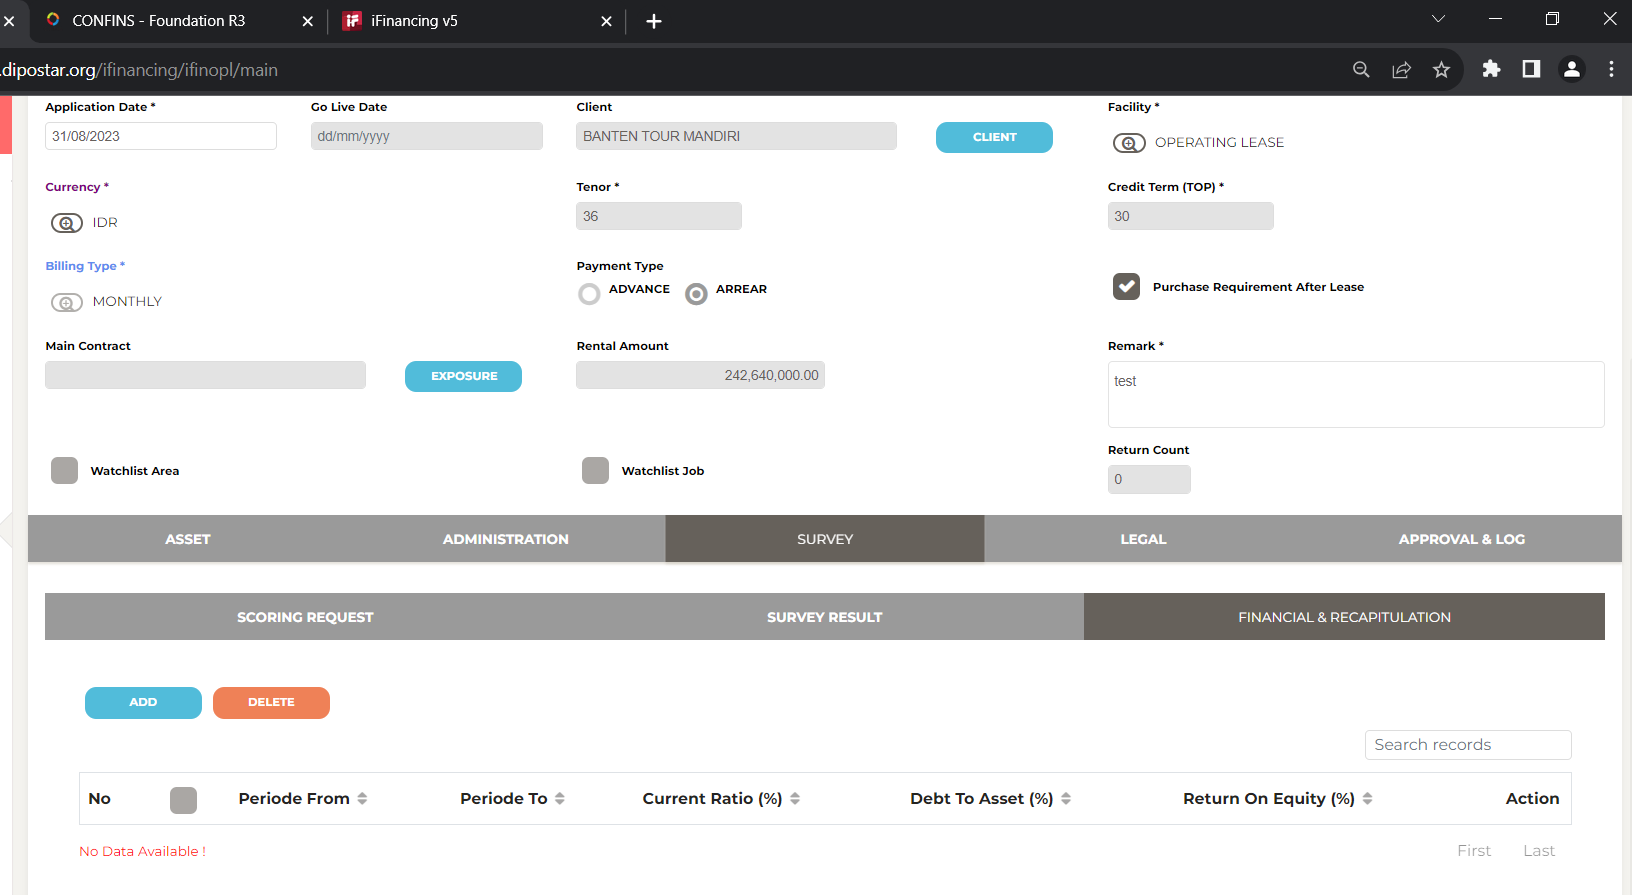 CONFINS - Foundation R3
iFinancing v5
.dipostar.org/ifinancing/ifinopl/main
Application Date *
Go Live Date
Client
Facility *
31/08/2023
dd/mm/yyyy
BANTEN TOUR MANDIRI
CLIENT
OPERATING LEASE
Currency *
Tenor *
Credit Term (TOP) *
IDR
36
30
Billing Type *
Payment Type
MONTHLY
ADVANCE
ARREAR
Purchase Requirement After Lease
Main Contract
Rental Amount
Remark *
EXPOSURE
242,640,000.00
test
Return Count
Watchlist Area
Watchlist Job
0
ASSET
ADMINISTRATION
SURVEY
LEGAL
APPROVAL & LOG
SCORING REQUEST
SURVEY RESULT
FINANCIAL & RECAPITULATION
ADD
DELETE
Search records
No
Periode From
Periode To
Current Ratio (%)
Debt To Asset (%)
Return On Equity (%)
Action
No Data Available !
First
Last